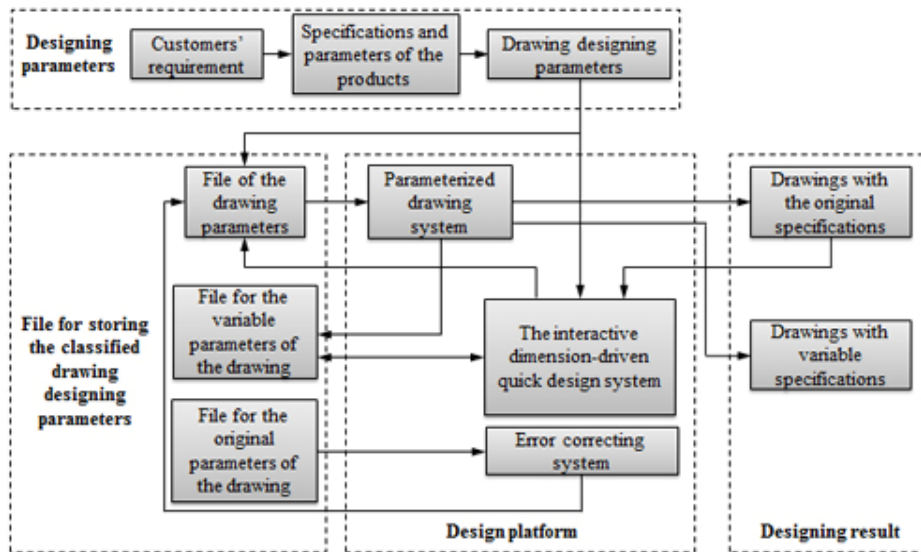 Designing
parameters
Customers’
requirement
Specifications and
parameters of the
products
Drawing designing
parameters
File of the
drawing
parameters
Parameterized
drawing
system
Drawings with
the original
specifications
File for storing
the classified
drawing
designing
parameters
File for the
variable
parameters of
the drawing
The interactive
dimension-driven
quick design system
Drawings with
variable
specifications
File for the
original
parameters of
the drawing
Error correcting
system
Design platform
Designing result